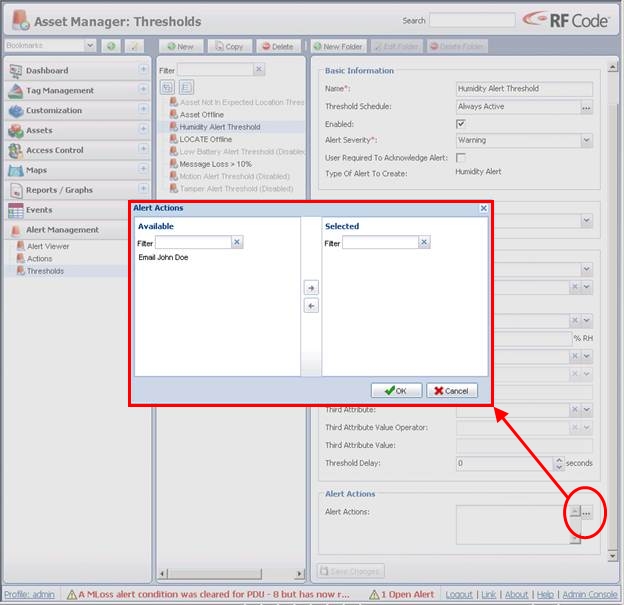 Asset Manager: Thresholds
Search
RF Code
Bookmarks
New Copy Delete New Folder Edit Folder Delete Folder
Dashboard
Tag Management
Customization
Assets
Access Control
Maps
Reports / Graphs
Events
Alert Management
Alert Viewer
Actions
Thresholds
Filter
Asset Not In Expected Location Thres
Asset Offline
Humidity Alert Threshold
LOCATE Offline
Low Battery Alert Threshold (Disabled
Message Loss > 10%
Motion Alert Threshold (Disabled)
Tamper Alert Threshold (Disabled)
Basic Information
Name*: Humidity Alert Threshold
Threshold Schedule: Always Active ...
Enabled:
Alert Severity*: Warning
User Required To Acknowledge Alert:
Type Of Alert To Create: Humidity Alert
Alert Actions
Available
Filter
Email John Doe
Selected
Filter
OK Cancel
% RH
Third Attribute:
Third Attribute Value Operator:
Third Attribute Value:
Threshold Delay: 0 seconds
Alert Actions
Alert Actions: ...
Save Changes
Profile: admin A MLoss alert condition was cleared for PDU - 8 but has now r... 1 Open Alert Logout | Link | About | Help | Admin Console